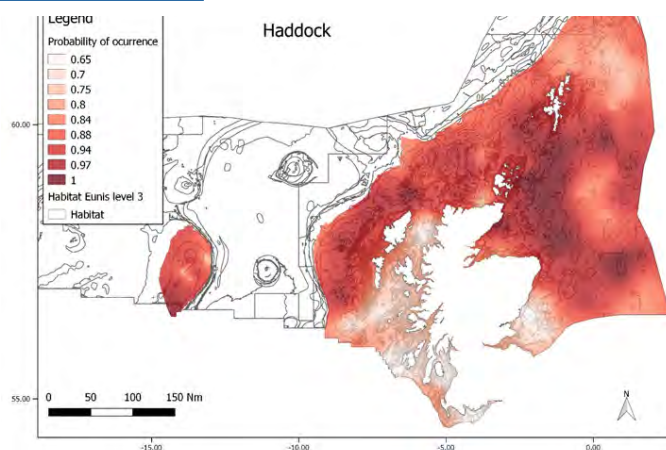 Legend
Haddock
Probability of ocurrence
0.65
0.7
0.75
0.8
0.84
0.88
0.94
0.97
1
Habitat Eunis level 3
Habitat
60.00
55.00
0 50 100 150 Nm
N
-15.00 -10.00 -5.00 0.00